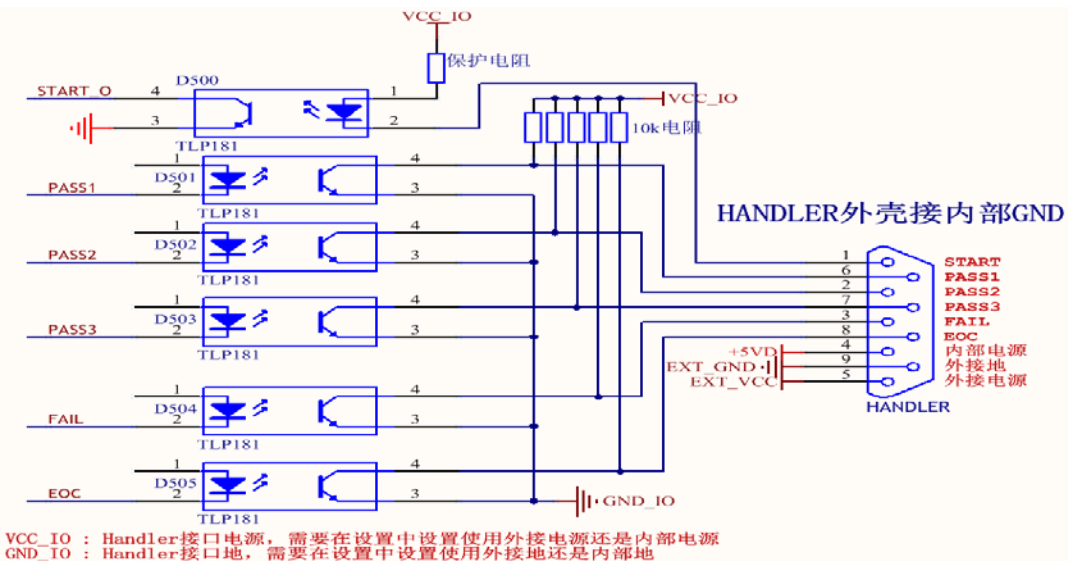 VCC_IO
保护电阻
D500
START_O
4
1
3
2
TLP181
VCC_IO
10k电阻
1
4
D501
PASS1
2
3
TLP181
HANDLER外壳接内部GND
1
4
D502
PASS2
2
3
TLP181
1
4
D503
PASS3
2
3
TLP181
1
4
D504
FAIL
2
3
TLP181
1
4
D505
EOC
2
3
TLP181
GND_IO
1
START
6
PASS1
2
PASS2
7
PASS3
3
FAIL
8
EOC
+5VD
4
内部电源
EXT_GND
9
外接地
EXT_VCC
5
外接电源
HANDLER
VCC_IO : Handler接口电源, 需要在设置中设置使用外接电源还是内部电源
GND_IO : Handler接口地, 需要在设置中设置使用外接地还是内部地